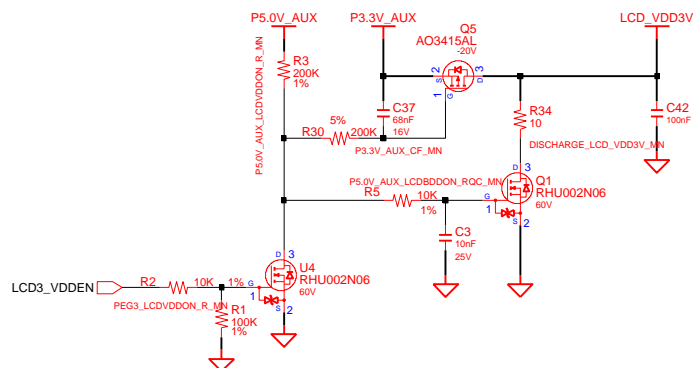 P5.0V_AUX
P3.3V_AUX
LCD_VDD3V
Q5
AO3415AL
-20V
2
3
S
D
1
G
R3
200K
1%
P5.0V_AUX_LCDVDDON_R_MN
C37
68nF
16V
R34
10
C42
100nF
5%
R30
200K
P3.3V_AUX_CF_MN
DISCHARGE_LCD_VDD3V_MN
D
3
Q1
RHU002N06
60V
P5.0V_AUX_LCDBDDON_RQC_MN
R5
10K
1%
G
1
S
2
C3
10nF
25V
D
3
U4
RHU002N06
60V
LCD3_VDDEN
R2
10K
1%
G
1
S
2
PEG3_LCDVDDON_R_MN
R1
100K
1%